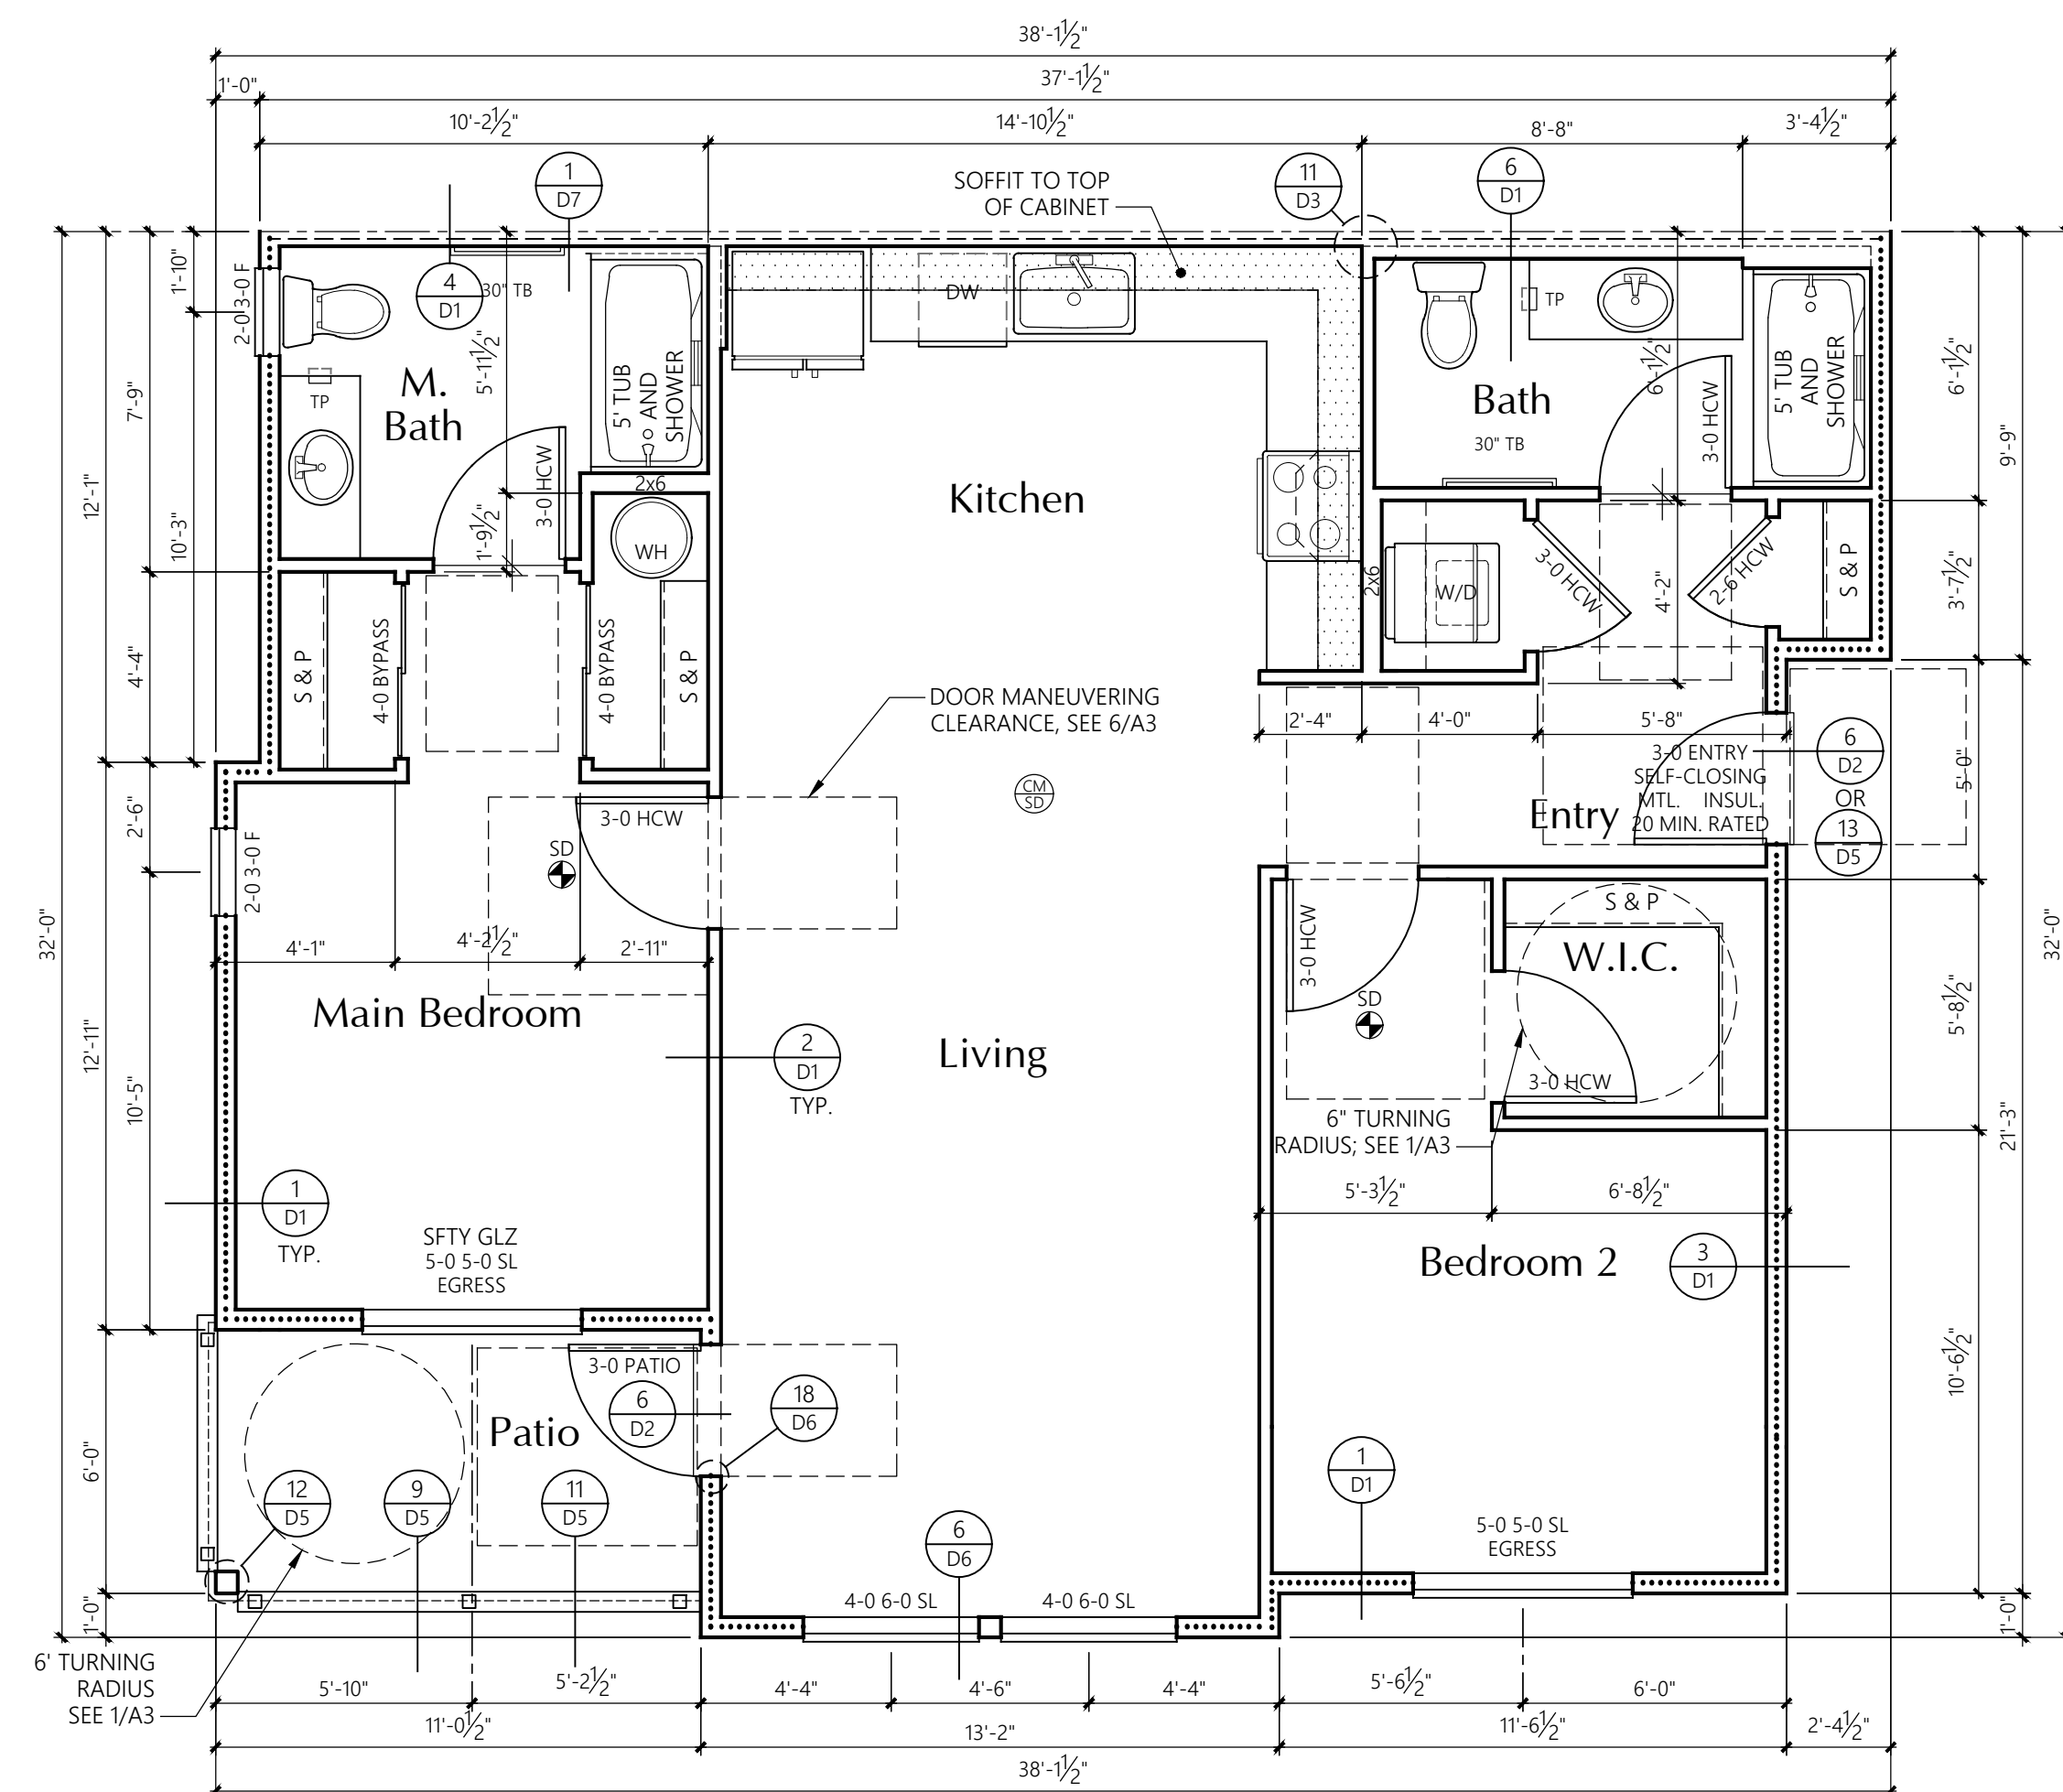 38'-1½"
1'-0"
37'-1½"
10'-2½"
14'-10½"
8'-8"
3'-4½"
1
D7
SOFFIT TO TOP
OF CABINET
11
D3
6
D1
1'-10"
2-0 3-0 F
4
D1
30" TB
5'-11½"
5' TUB
AND
SHOWER
DW
TP
6'-1½"
5' TUB
AND
SHOWER
6'-1½"
7'-9"
M.
Bath
TP
Bath
30" TB
3-0 HCW
9'-9"
12'-1"
10'-3"
1'-9½"
3-0 HCW
2x6
WH
Kitchen
2x6
W/D
3-0 HCW
4'-2"
2-6 HCW
S & P
3'-7½"
4'-4"
S & P
4-0 BYPASS
4-0 BYPASS
S & P
DOOR MANEUVERING
CLEARANCE, SEE 6/A3
2'-4"
4'-0"
5'-8"
3-0 ENTRY
SELF-CLOSING
MTL. INSUL.
20 MIN. RATED
Entry
6
D2
OR
13
D5
5'-0"
CM
SD
2'-6"
2-0 3-0 F
3-0 HCW
SD
32'-0"
32'-0"
4'-1"
4'-2½"
2'-11"
Main Bedroom
3-0 HCW
S & P
W.I.C.
SD
5'-8½"
12'-11"
10'-5"
2
D1
TYP.
Living
3-0 HCW
6" TURNING
RADIUS; SEE 1/A3
21'-3"
1
D1
TYP.
5'-3½"
6'-8½"
SFTY GLZ
5-0 5-0 SL
EGRESS
Bedroom 2
3
D1
3-0 PATIO
6
D2
18
D6
Patio
10'-6½"
6'-0"
12
D5
9
D5
11
D5
6
D6
1
D1
5-0 5-0 SL
EGRESS
4-0 6-0 SL
4-0 6-0 SL
1'-0"
1'-0"
6' TURNING
RADIUS
SEE 1/A3
5'-10"
5'-2½"
4'-4"
4'-6"
4'-4"
5'-6½"
6'-0"
11'-0½"
13'-2"
11'-6½"
2'-4½"
38'-1½"